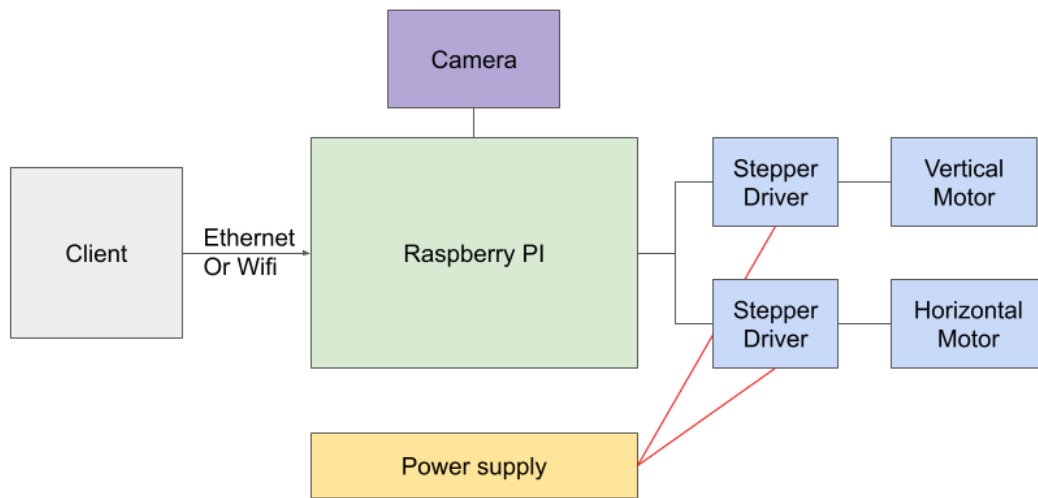 Camera
Client
Ethernet
Or Wifi
Raspberry PI
Stepper
Driver
Vertical
Motor
Stepper
Driver
Horizontal
Motor
Power supply